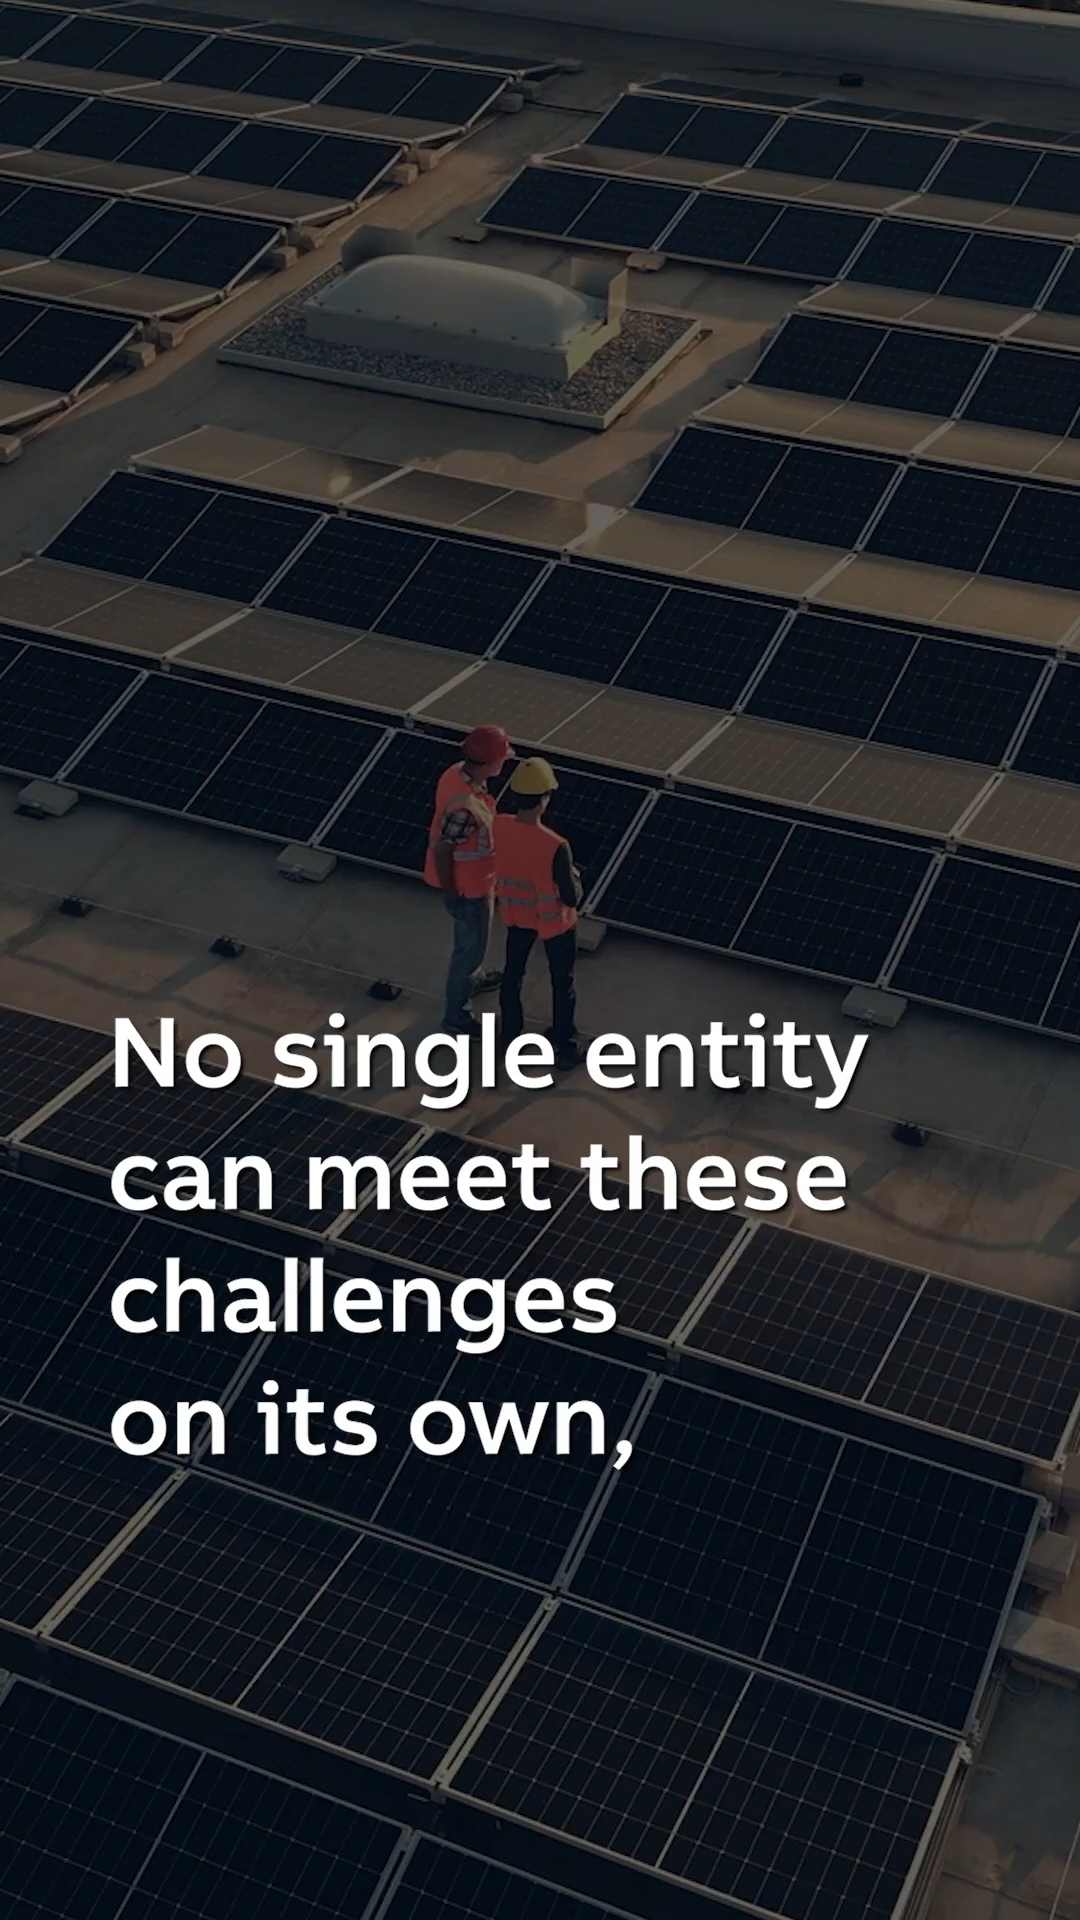 No single entity
can meet these
challenges
on its own,